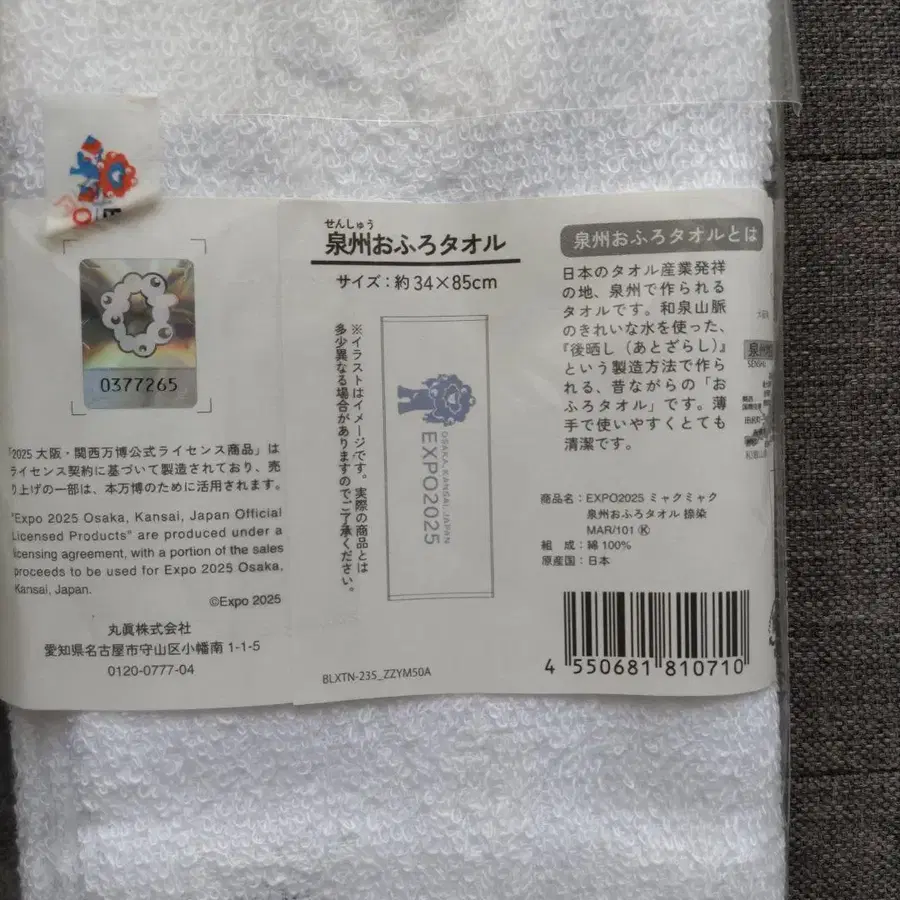 0377265
「2025 大阪・関西万博公式ライセンス商品」は
ライセンス契約に基づいて製造されており、売
り上げの一部は、本万博のために活用されます。
"Expo 2025 Osaka, Kansai, Japan Official
Licensed Products" are produced under a
licensing agreement, with a portion of the sales
proceeds to be used for Expo 2025 Osaka,
Kansai, Japan.
©Expo 2025
丸眞株式会社
愛知県名古屋市守山区小幡南 1-1-5
0120-0777-04
せんしゅう
泉州おふろタオル
サイズ：約 34×85cm
※イラストはイメージです。実際の商品とは
多少異なる場合がありますのでご了承ください。
OSAKA, KANSAI, JAPAN
EXPO2025
BLXTN-235_ZZYM50A
泉州おふろタオルとは
日本のタオル産業発祥
の地、泉州で作られる
タオルです。和泉山脈
のきれいな水を使った、
『後晒し（あとざらし）』
という製造方法で作ら
れる、昔ながらの「お
ふろタオル」です。薄
手で使いやすくとても
清潔です。
商品名：EXPO2025 ミャクミャク
泉州おふろタオル 捺染
MAR/101 Ⓚ
組　成：綿 100%
原産国：日本
4 550681 810710